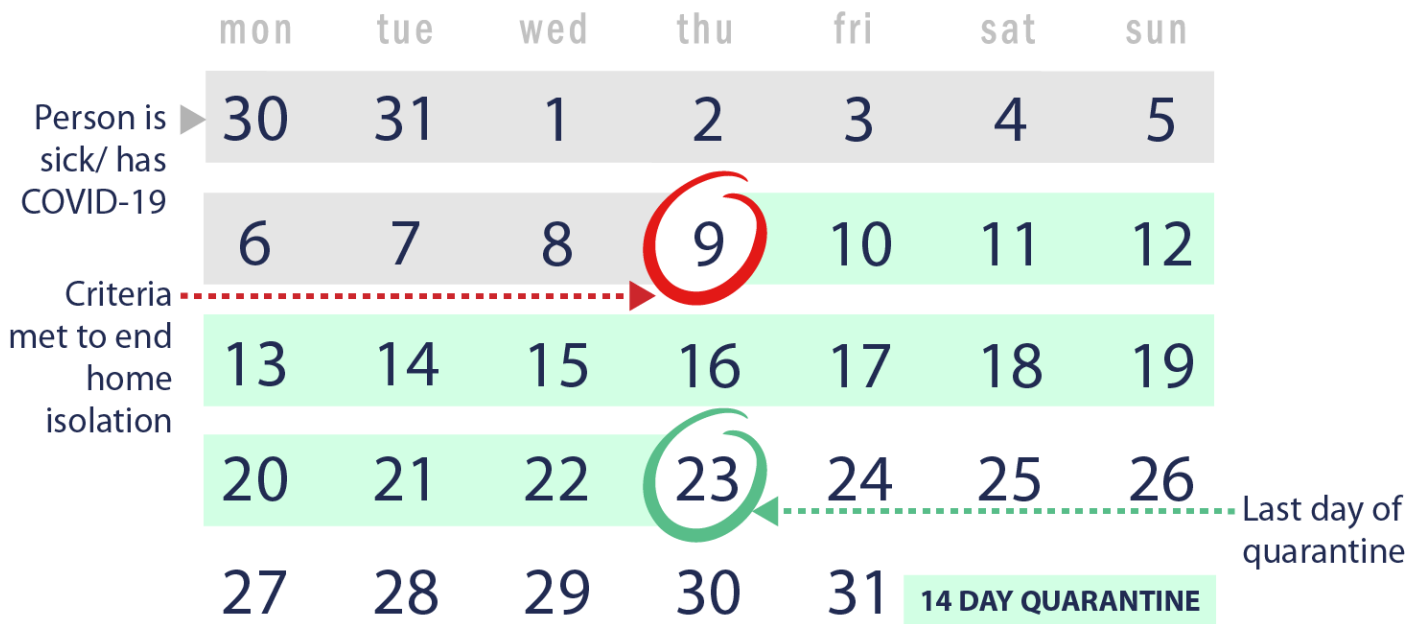 mon tue wed thu fri sat sun
Person is
sick/ has
COVID-19
30 31 1 2 3 4 5
6 7 8 9 10 11 12
Criteria
met to end
home
isolation
13 14 15 16 17 18 19
20 21 22 23 24 25 26
Last day of
quarantine
27 28 29 30 31
14 DAY QUARANTINE